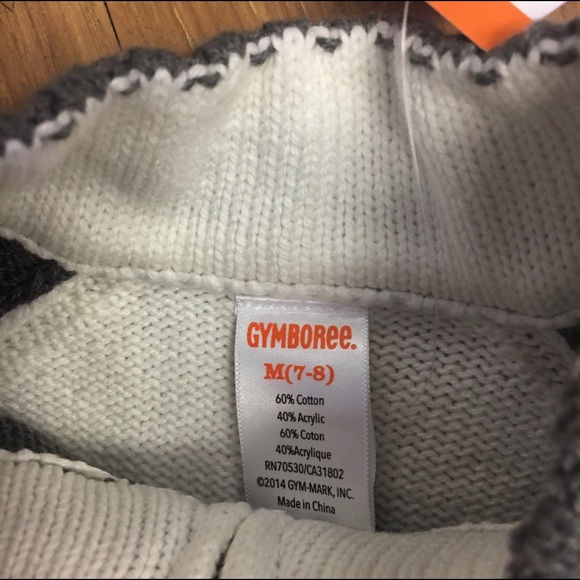 GYMBOREE.
M(7-8)
60% Cotton
40% Acrylic
60% Coton
40%Acrylique
RN70530/CA31802
©2014 GYM-MARK, INC.
Made in China